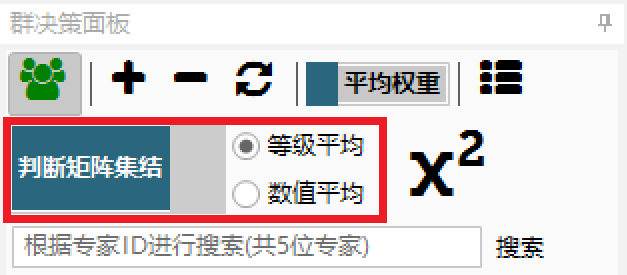 群决策面板
平均权重
判断矩阵集结
等级平均
数值平均
x²
根据专家ID进行搜索(共5位专家)
搜索